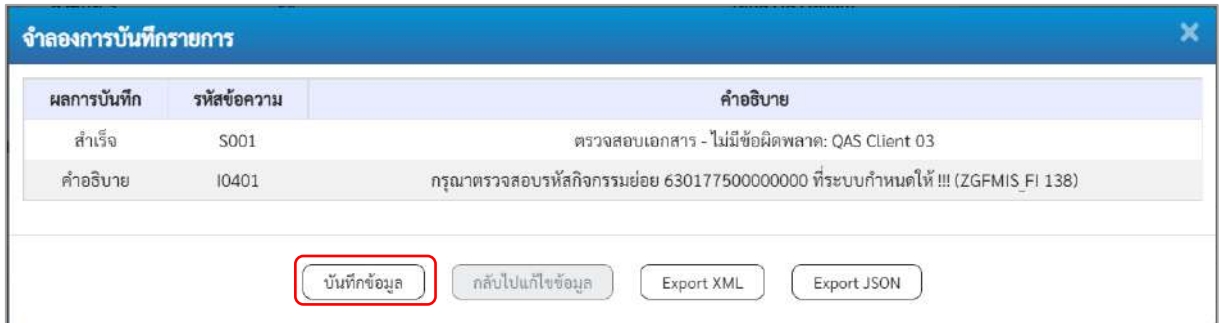 จำลองการบันทึกรายการ ×
ผลการบันทึก รหัสข้อความ คำอธิบาย
สำเร็จ S001 ตรวจสอบเอกสาร - ไม่มีข้อผิดพลาด: QAS Client 03
คำอธิบาย I0401 กรุณาตรวจสอบรหัสกิจกรรมย่อย 630177500000000 ที่ระบบกำหนดให้ !!! (ZGFMIS_FI 138)
บันทึกข้อมูล กลับไปแก้ไขข้อมูล Export XML Export JSON